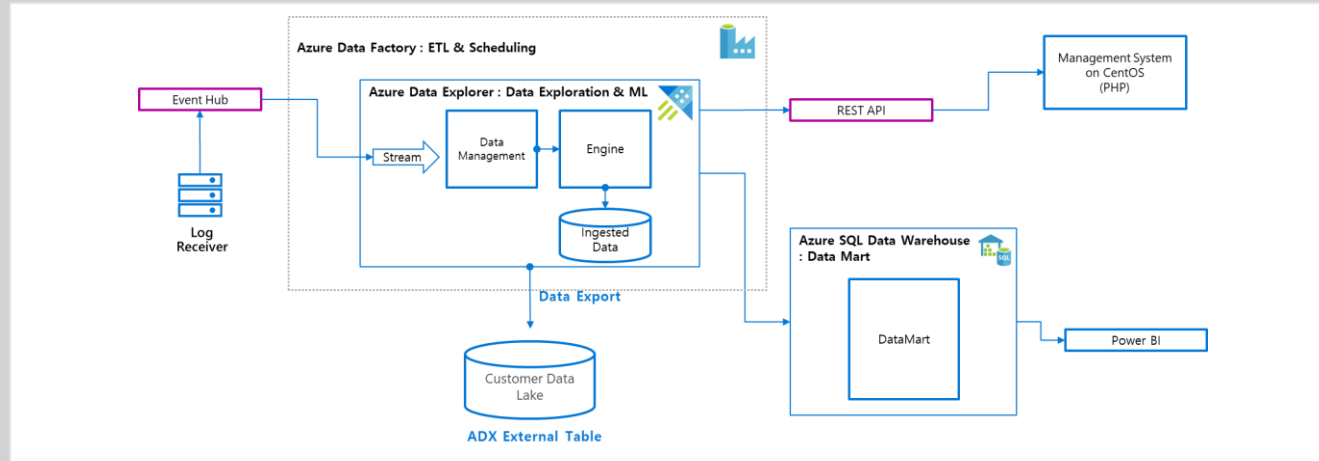 Azure Data Factory : ETL & Scheduling
Management System
on CentOS
(PHP)
Event Hub
Azure Data Explorer : Data Exploration & ML
REST API
Stream
Data
Management
Engine
Log
Receiver
Ingested
Data
Azure SQL Data Warehouse
: Data Mart
SQL
Data Export
DataMart
Power BI
Customer Data
Lake
ADX External Table